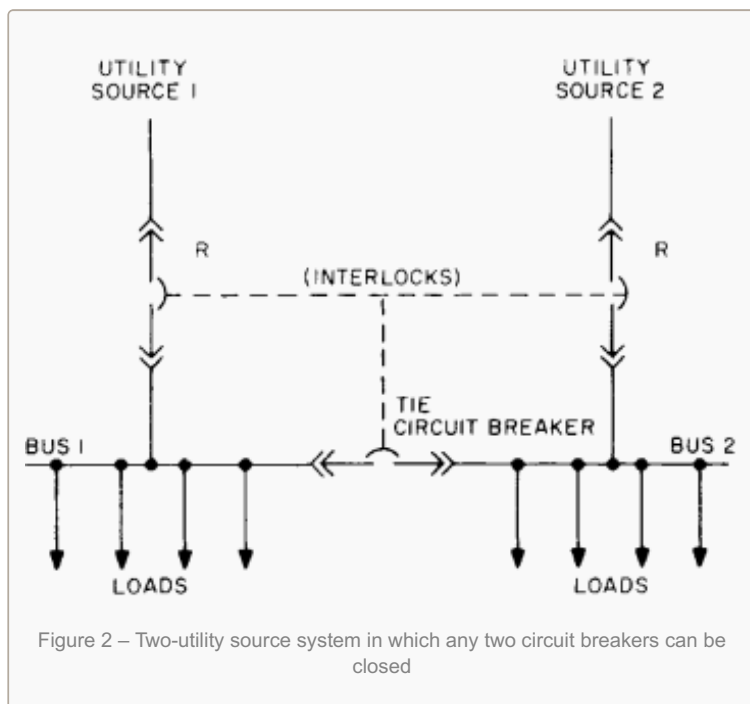 UTILITY
SOURCE 1
UTILITY
SOURCE 2
R
R
(INTERLOCKS)
TIE
CIRCUIT BREAKER
BUS 1
BUS 2
LOADS
LOADS
Figure 2 – Two-utility source system in which any two circuit breakers can be
closed